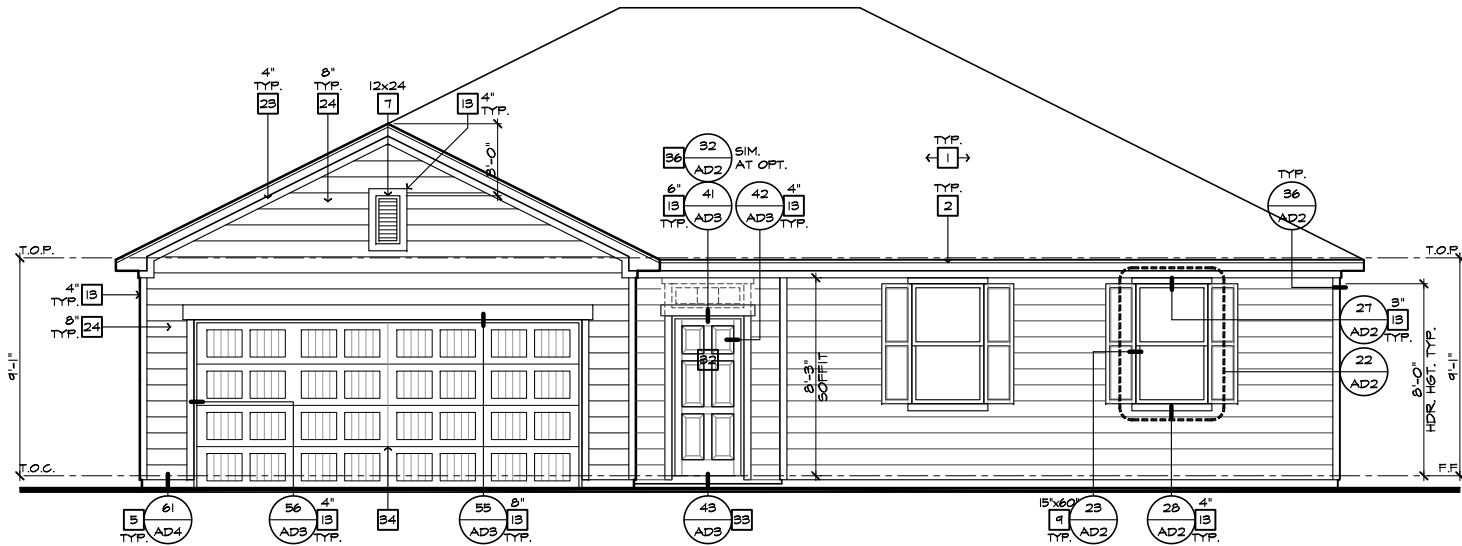 4"
TYP.
23
8"
TYP.
24
12x24
7
13
4"
TYP.
8'-0"
36
32
AD2
SIM.
AT OPT.
6"
13
TYP.
41
AD3
42
AD3
4"
13
TYP.
1
TYP.
2
TYP.
36
AD2
T.O.P.
T.O.P.
4"
TYP.
13
8"
TYP.
24
9'-1"
32
8'-3"
SOFFIT
27
AD2
3"
13
TYP.
22
AD2
8'-0"
HDR. HGT. TYP.
9'-1"
T.O.C.
F.F.
5
TYP.
61
AD4
56
AD3
4"
13
TYP.
34
55
AD3
8"
13
TYP.
43
AD3
33
15"x60"
9
TYP.
23
AD2
28
AD2
4"
13
TYP.